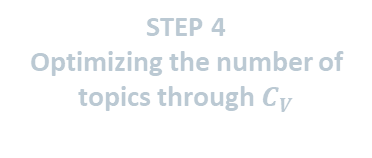 STEP 4
Optimizing the number of
topics through C_V